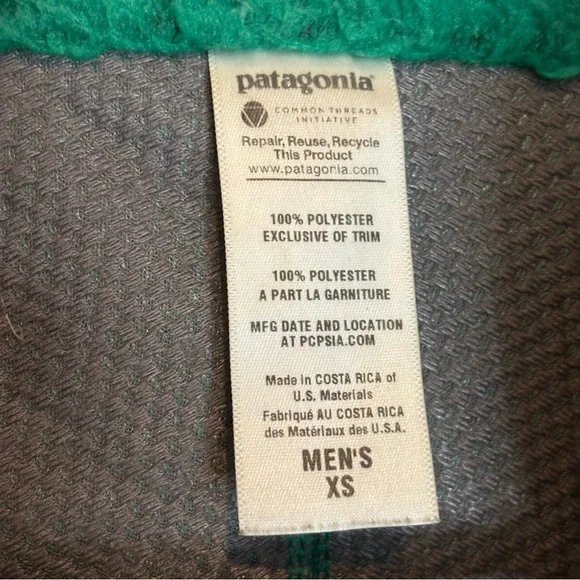 patagonia®
COMMON THREADS
INITIATIVE
Repair, Reuse, Recycle
This Product
www.patagonia.com
100% POLYESTER
EXCLUSIVE OF TRIM
100% POLYESTER
A PART LA GARNITURE
MFG DATE AND LOCATION
AT PCPSIA.COM
Made in COSTA RICA of
U.S. Materials
Fabriqué AU COSTA RICA
des Matériaux des U.S.A.
MEN'S
XS